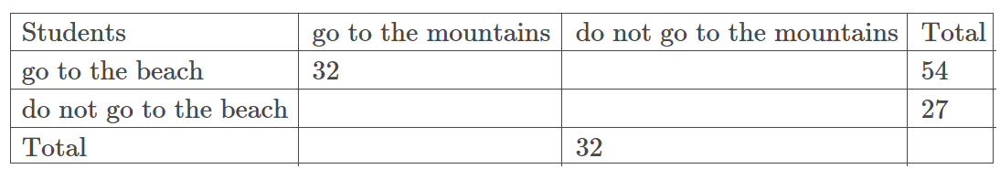 Students go to the mountains do not go to the mountains Total
go to the beach 32 54
do not go to the beach 27
Total 32